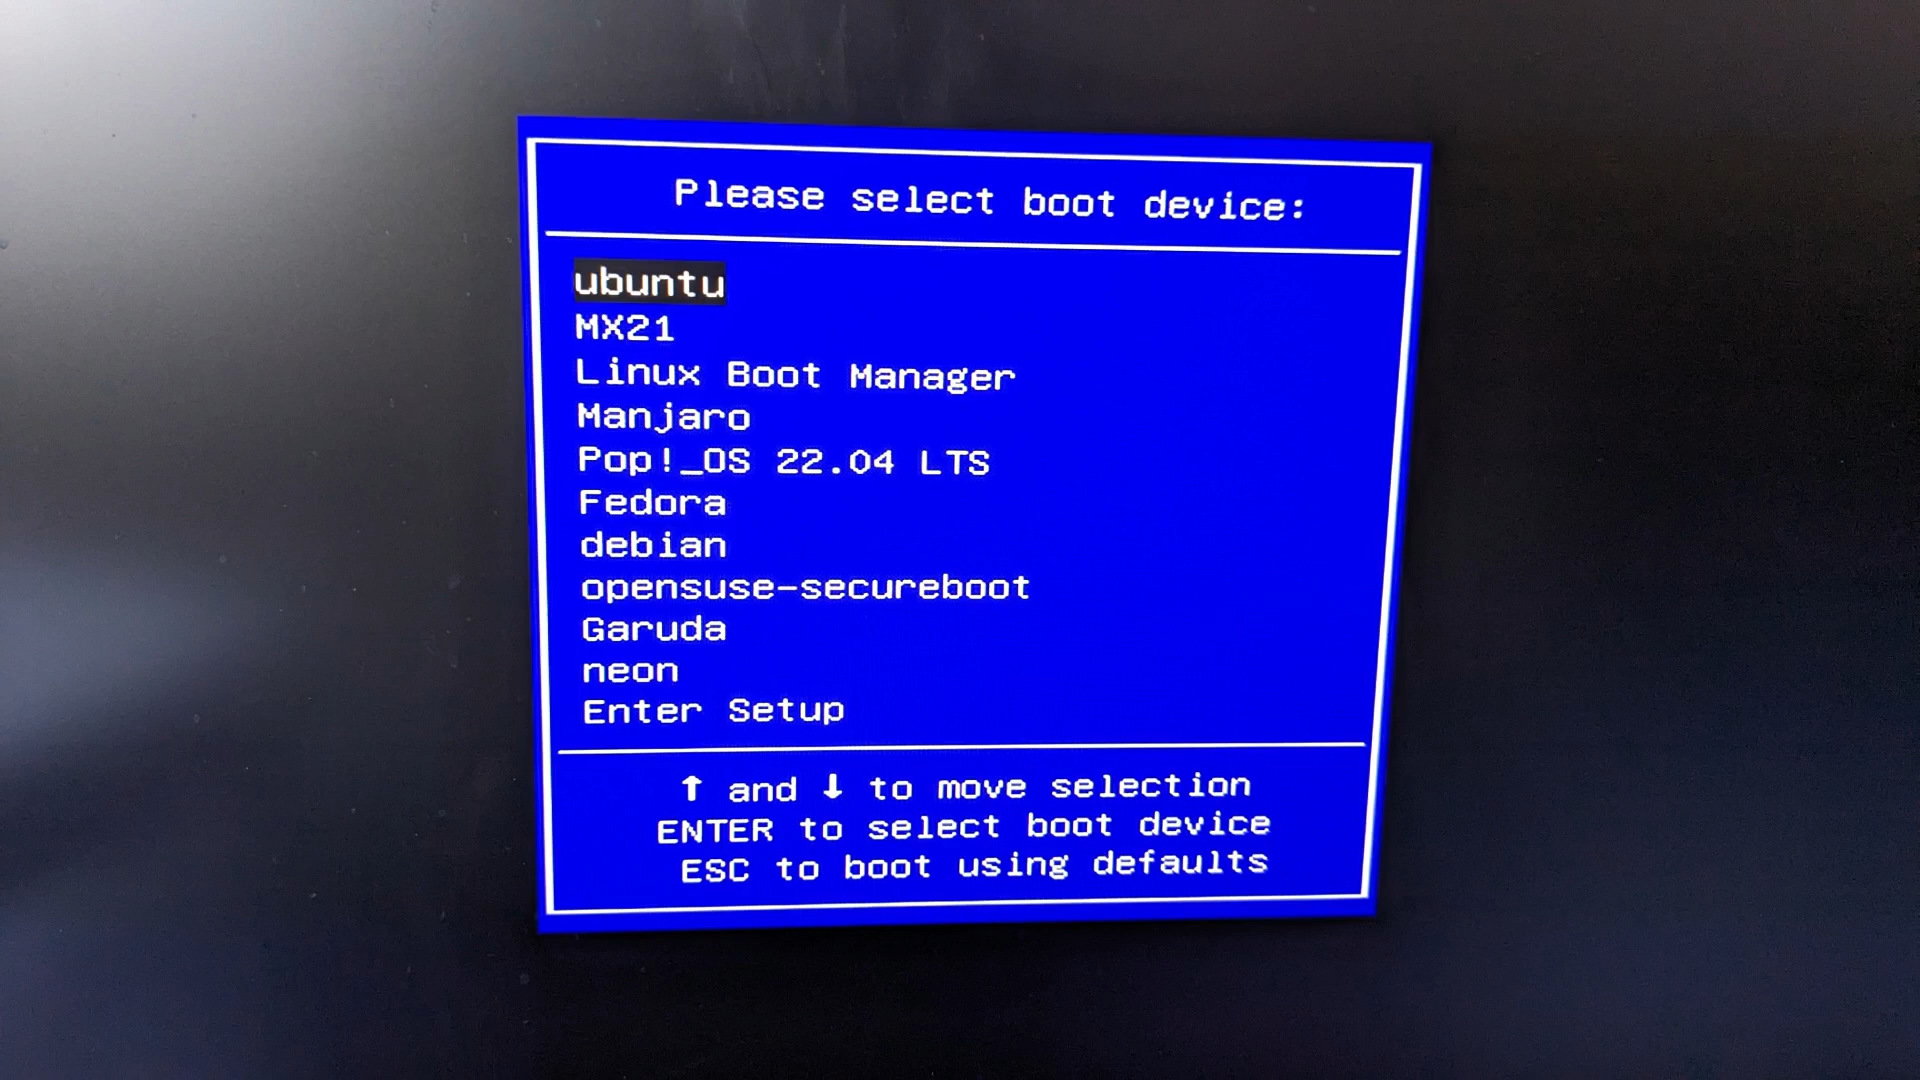 Please select boot device:
ubuntu
MX21
Linux Boot Manager
Manjaro
Pop!_OS 22.04 LTS
Fedora
debian
opensuse-secureboot
Garuda
neon
Enter Setup
↑ and ↓ to move selection
ENTER to select boot device
ESC to boot using defaults